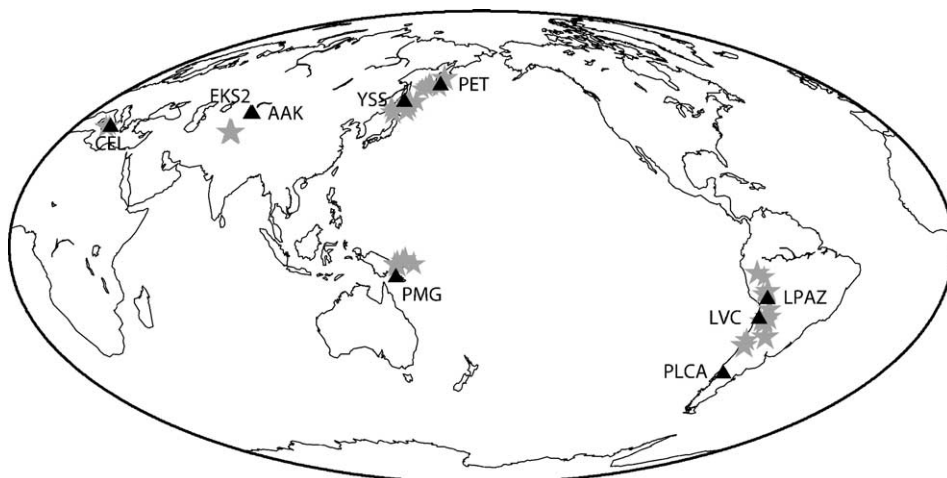 PET
YSS
EKS2
AAK
CEL
PMG
LPAZ
LVC
PLCA